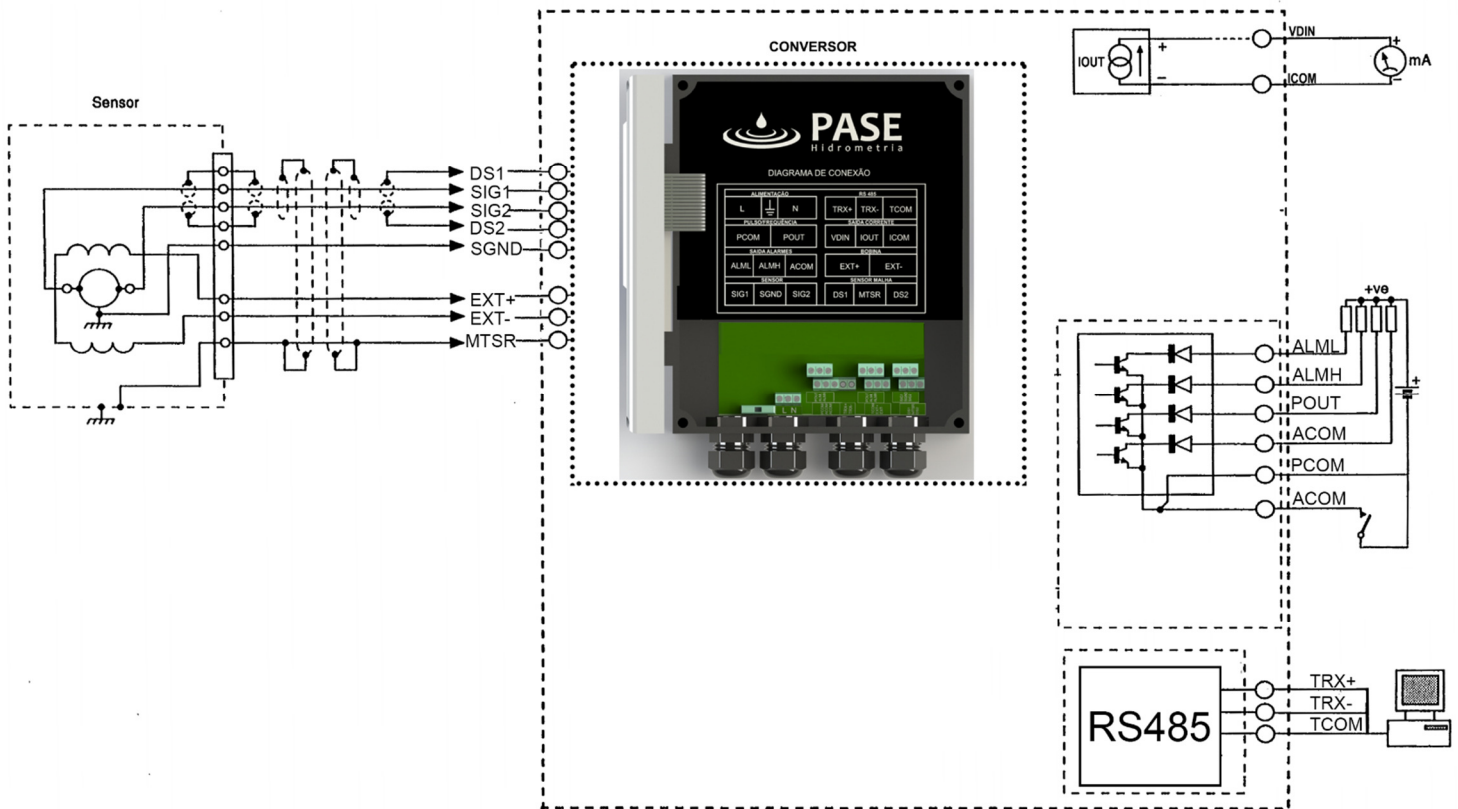 Sensor
DS1
SIG1
SIG2
DS2
SGND
EXT+
EXT-
MTSR
CONVERSOR
PASE
Hidrometria
DIAGRAMA DE CONEXÃO
ALIMENTAÇÃO
RS 485
L N
TRX+ TRX- TCOM
PULSO/FREQUÊNCIA
SAÍDA CORRENTE
PCOM POUT
VDIN IOUT ICOM
SAIDA ALARMES
BOBINA
ALML ALMH ACOM
EXT+ EXT-
SENSOR
SENSOR MALHA
SIG1 SGND SIG2
DS1 MTSR DS2
L N
IOUT
+
−
VDIN
ICOM
+
mA
−
+ve
ALML
ALMH
POUT
ACOM
PCOM
ACOM
+
RS485
TRX+
TRX-
TCOM